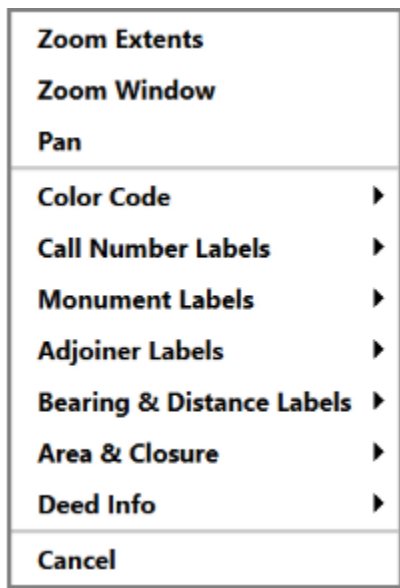 Zoom Extents
Zoom Window
Pan
Color Code
Call Number Labels
Monument Labels
Adjoiner Labels
Bearing & Distance Labels
Area & Closure
Deed Info
Cancel